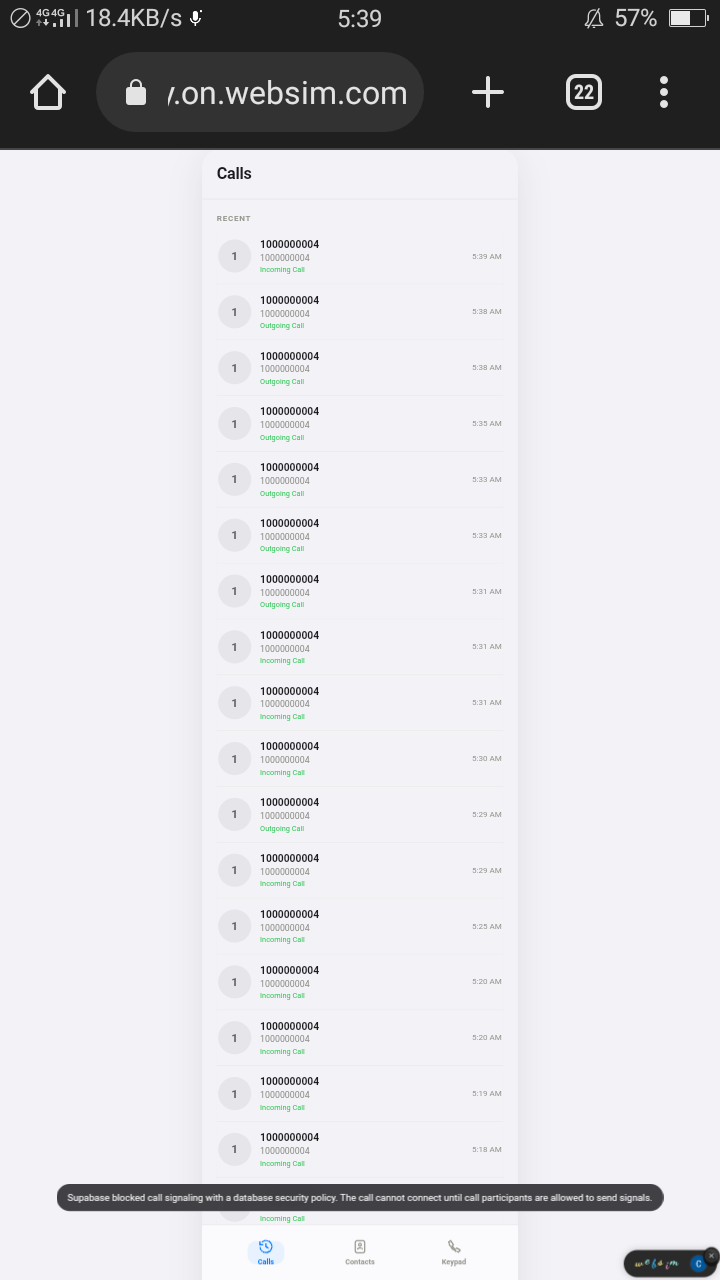 4G 4G 18.4KB/s 5:39 57%
.on.websim.com 22
Calls
RECENT
1 1000000004
1000000004 5:39 AM
Incoming Call
1 1000000004
1000000004 5:38 AM
Outgoing Call
1 1000000004
1000000004 5:38 AM
Outgoing Call
1 1000000004
1000000004 5:35 AM
Outgoing Call
1 1000000004
1000000004 5:33 AM
Outgoing Call
1 1000000004
1000000004 5:33 AM
Outgoing Call
1 1000000004
1000000004 5:31 AM
Outgoing Call
1 1000000004
1000000004 5:31 AM
Incoming Call
1 1000000004
1000000004 5:31 AM
Incoming Call
1 1000000004
1000000004 5:30 AM
Incoming Call
1 1000000004
1000000004 5:29 AM
Outgoing Call
1 1000000004
1000000004 5:29 AM
Incoming Call
1 1000000004
1000000004 5:25 AM
Incoming Call
1 1000000004
1000000004 5:20 AM
Incoming Call
1 1000000004
1000000004 5:20 AM
Incoming Call
1 1000000004
1000000004 5:19 AM
Incoming Call
1 1000000004
1000000004 5:18 AM
Incoming Call
Supabase blocked call signaling with a database security policy. The call cannot connect until call participants are allowed to send signals.
Incoming Call
Calls Contacts Keypad
websim C